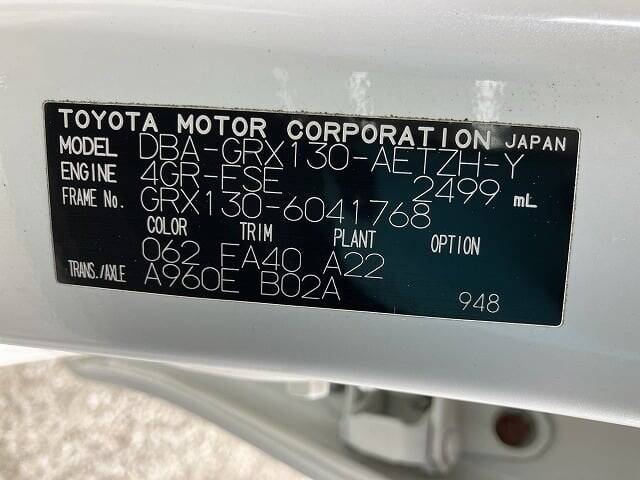 TOYOTA MOTOR CORPORATION JAPAN
MODEL DBA-GRX130-AETZH-Y
ENGINE 4GR-FSE 2499 mL
FRAME No. GRX130-6041768
COLOR TRIM PLANT OPTION
062 FA40 A22
TRANS./AXLE A960E B02A
948